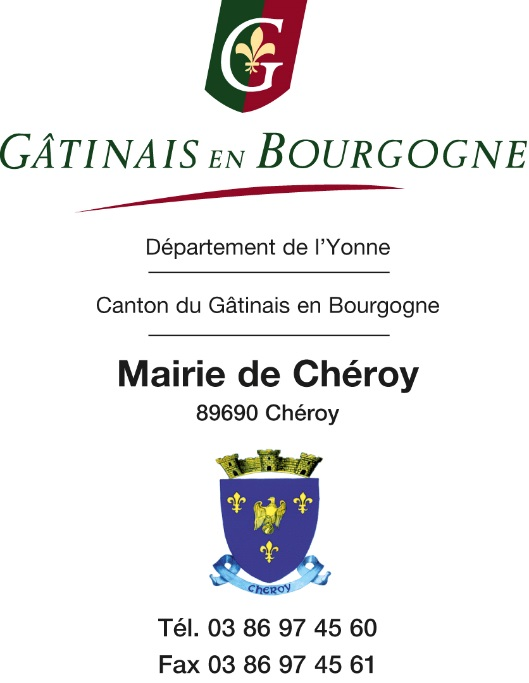 G
GÂTINAIS EN BOURGOGNE
Département de l'Yonne
Canton du Gâtinais en Bourgogne
Mairie de Chéroy
89690 Chéroy
CHEROY
Tél. 03 86 97 45 60
Fax 03 86 97 45 61